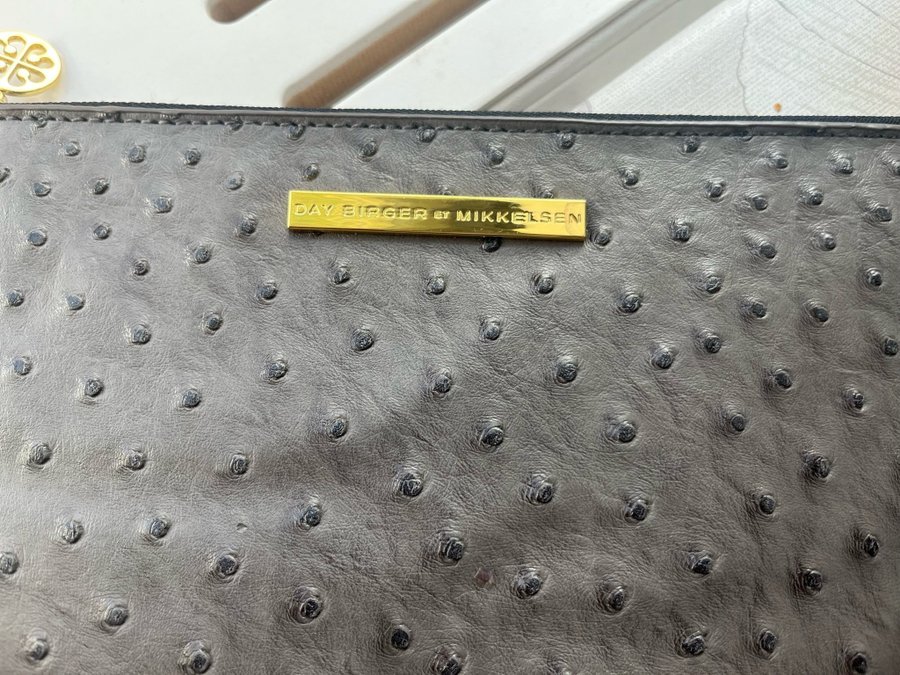 DAY BIRGER ET MIKKELSEN